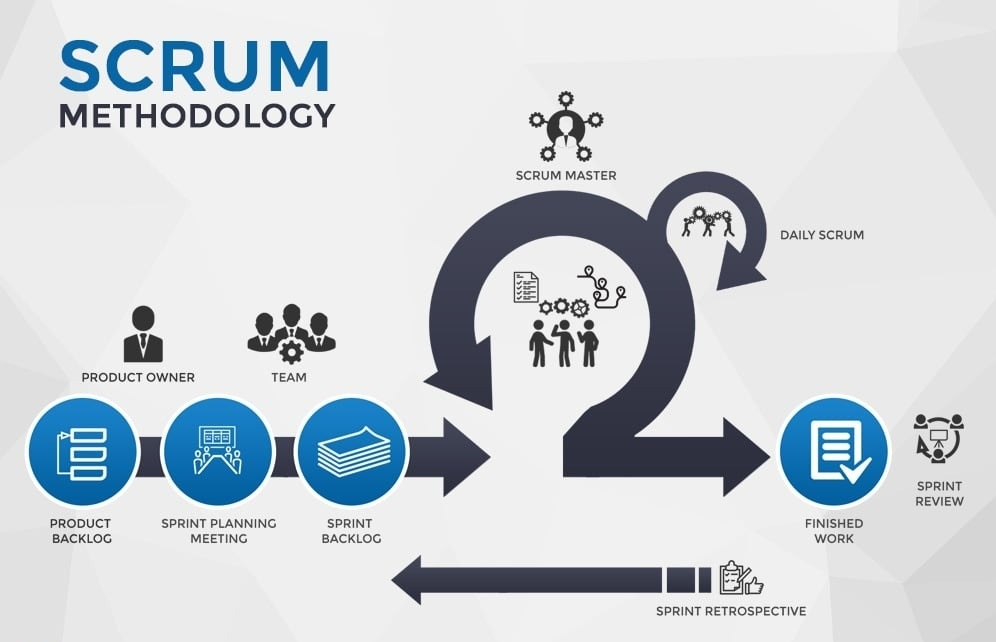 SCRUM
METHODOLOGY
SCRUM MASTER
DAILY SCRUM
PRODUCT OWNER
TEAM
PRODUCT
BACKLOG
SPRINT PLANNING
MEETING
SPRINT
BACKLOG
FINISHED
WORK
SPRINT
REVIEW
SPRINT RETROSPECTIVE